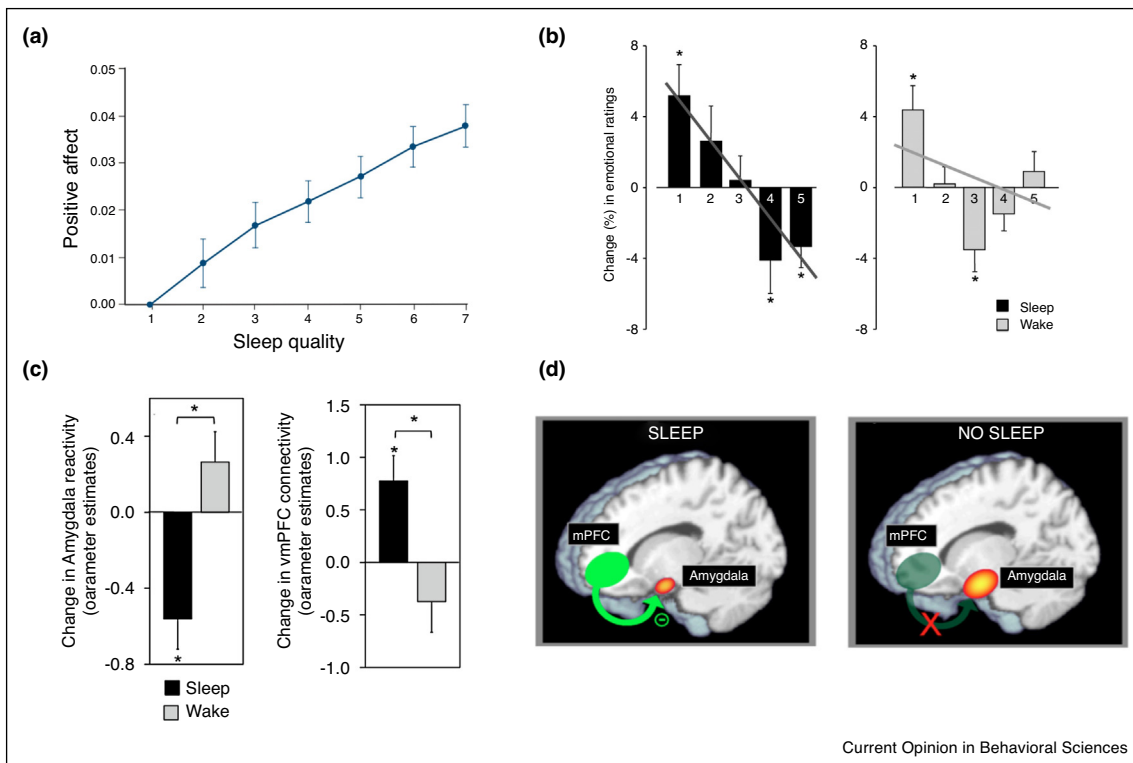 (a)
0.05
0.04
0.03
0.02
0.01
0.00
Positive affect
1 2 3 4 5 6 7
Sleep quality
(b)
8
4
0
-4
-8
Change (%) in emotional ratings
*
1 2 3 4 5
*
*
8
4
0
-4
-8
*
1 2 3 4 5
*
Sleep
Wake
(c)
Change in Amygdala reactivity
(oarameter estimates)
0.4
0.0
-0.4
-0.8
*
*
Sleep
Wake
Change in vmPFC connectivity
(oarameter estimates)
1.5
1.0
0.5
0.0
-0.5
-1.0
*
*
(d)
SLEEP
mPFC
Amygdala
NO SLEEP
mPFC
Amygdala
X
Current Opinion in Behavioral Sciences